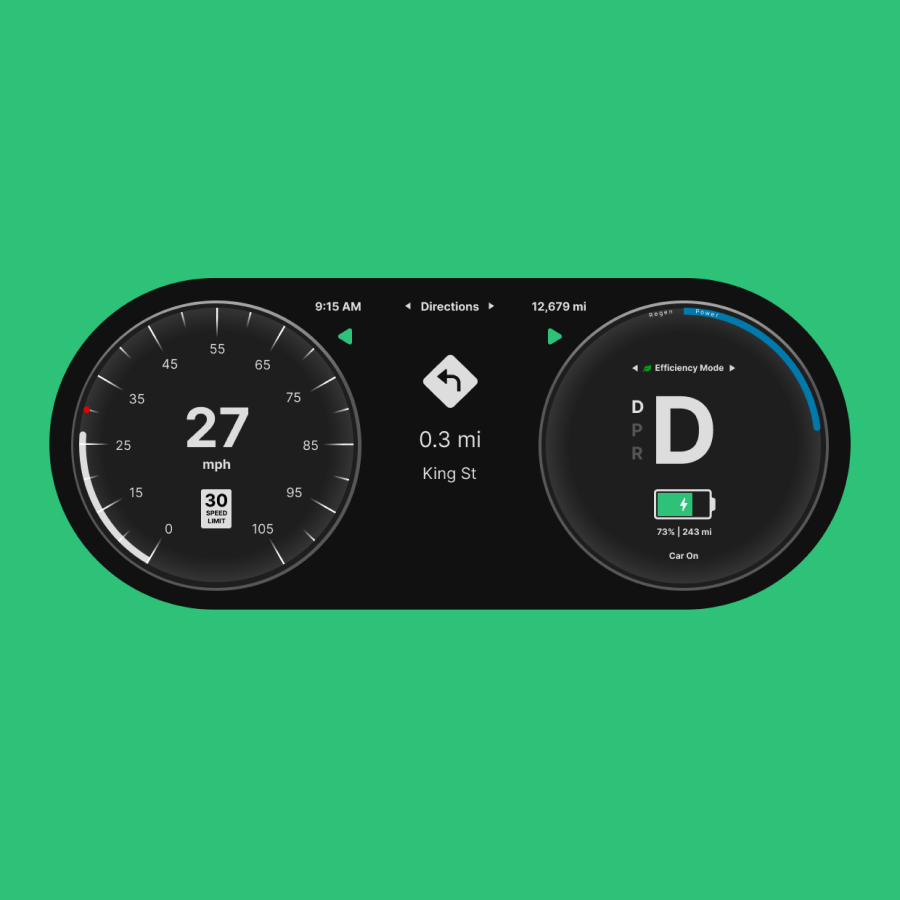 9:15 AM
Directions
12,679 mi
0
15
25
35
45
55
65
75
85
95
105
27
mph
30
SPEED
LIMIT
0.3 mi
King St
Regen Power
Efficiency Mode
D
P
R
D
73% | 243 mi
Car On